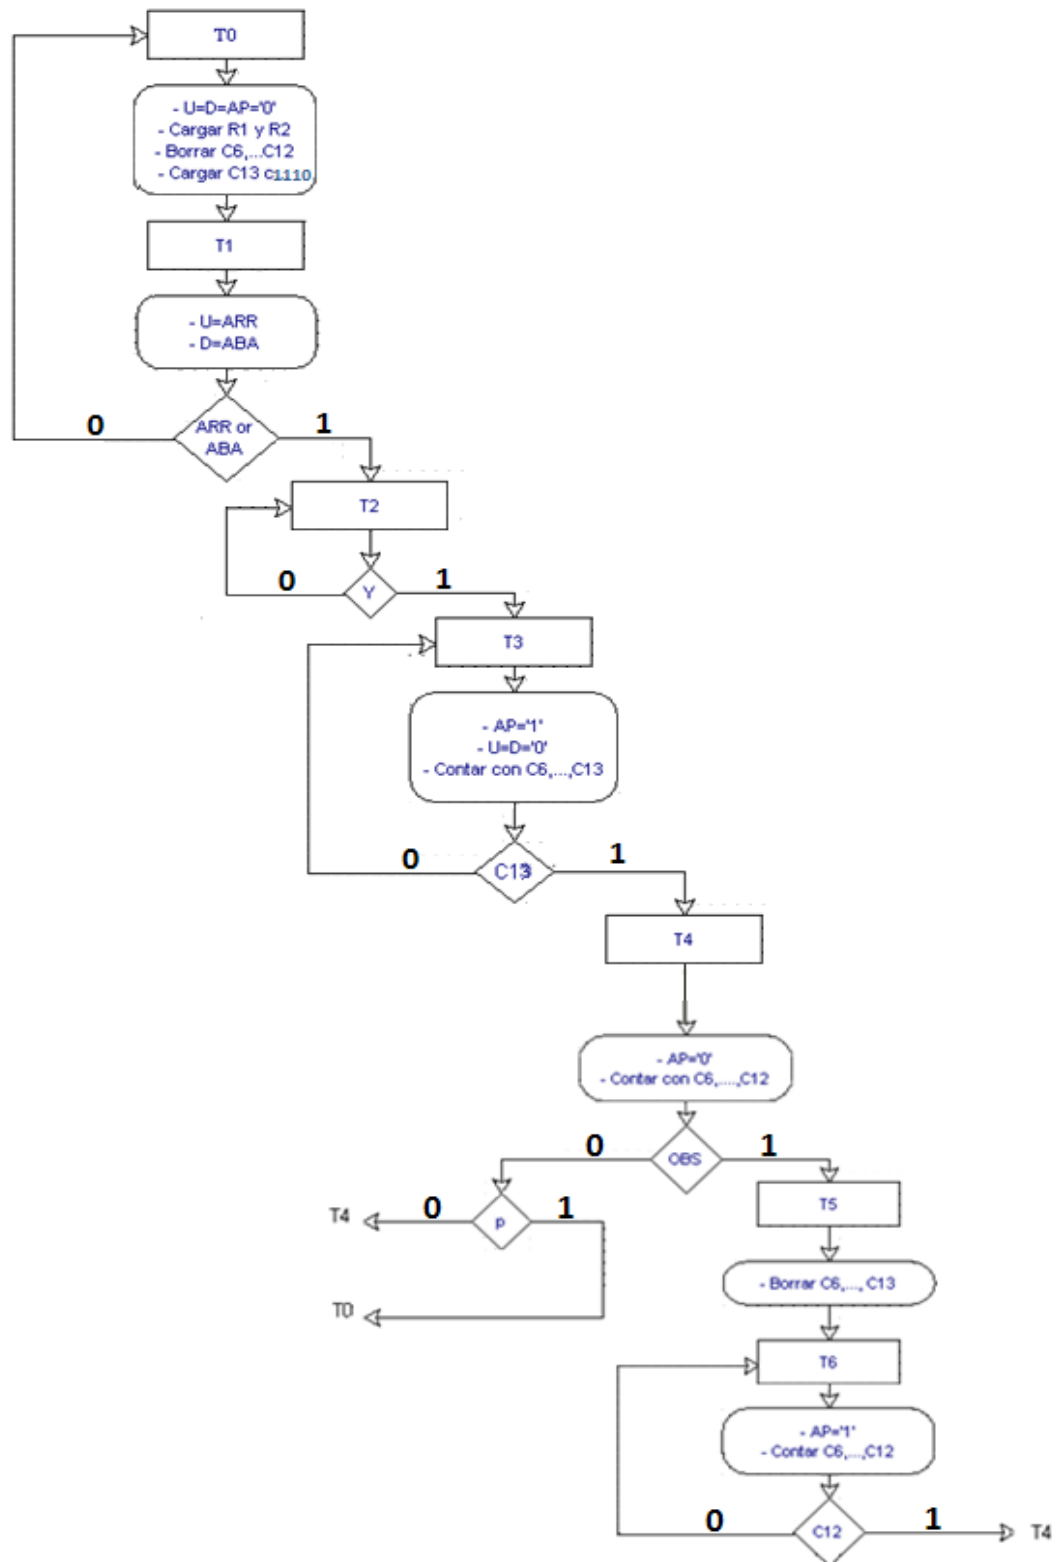 T0
- U=D=AP='0'
- Cargar R1 y R2
- Borrar C6,...C12
- Cargar C13 c1110
T1
- U=ARR
- D=ABA
0
ARR or
ABA
1
T2
0
Y
1
T3
- AP='1'
- U=D='0'
- Contar con C6,...,C13
0
C13
1
T4
- AP='0'
- Contar con C6,....,C12
0
OBS
1
T4
0
p
1
T5
- Borrar C6,..., C13
T0
T6
- AP='1'
- Contar C6,...,C12
0
C12
1
T4